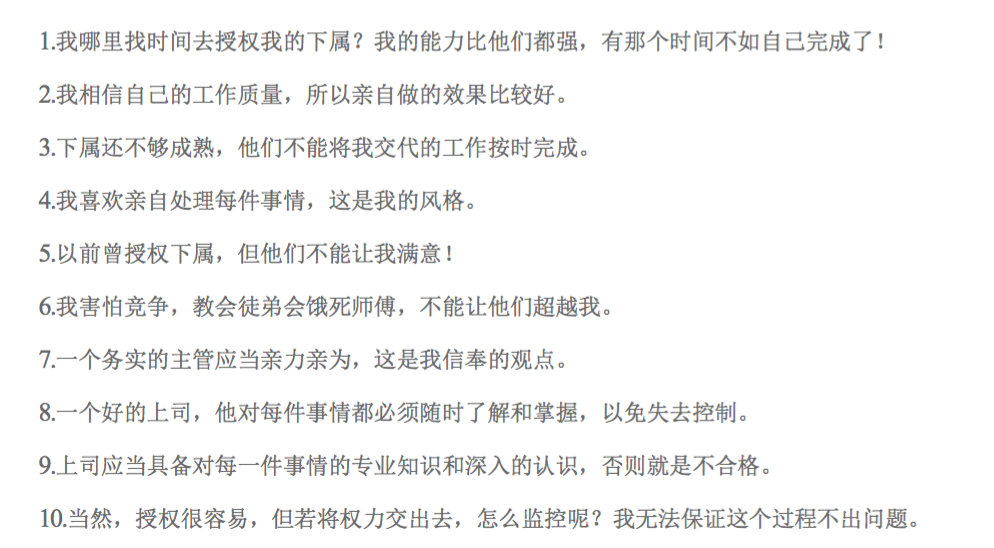 1.我哪里找时间去授权我的下属？我的能力比他们都强，有那个时间不如自己完成了！
2.我相信自己的工作质量，所以亲自做的效果比较好。
3.下属还不够成熟，他们不能将我交代的工作按时完成。
4.我喜欢亲自处理每件事情，这是我的风格。
5.以前曾授权下属，但他们不能让我满意！
6.我害怕竞争，教会徒弟会饿死师傅，不能让他们超越我。
7.一个务实的主管应当亲力亲为，这是我信奉的观点。
8.一个好的上司，他对每件事情都必须随时了解和掌握，以免失去控制。
9.上司应当具备对每一件事情的专业知识和深入的认识，否则就是不合格。
10.当然，授权很容易，但若将权力交出去，怎么监控呢？我无法保证这个过程不出问题。